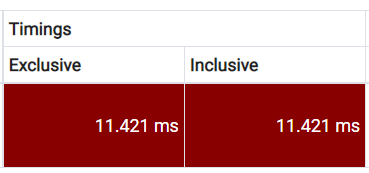 Timings
Exclusive Inclusive
11.421 ms 11.421 ms